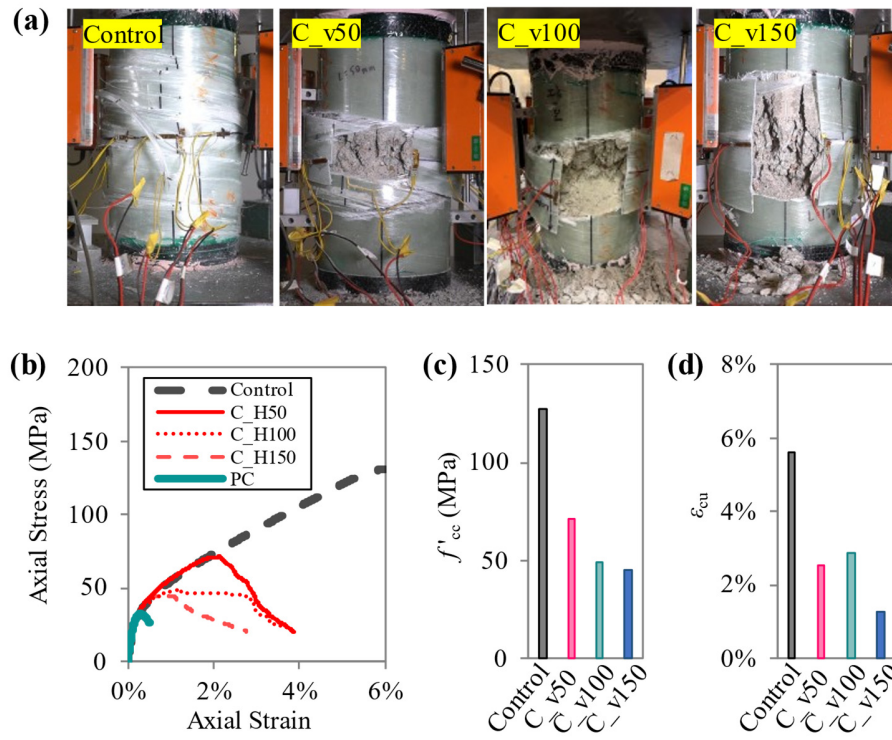 (a)
Control
C_v50
C_v100
C_v150
(b)
200
150
100
50
0
Axial Stress (MPa)
Control
C_H50
C_H100
C_H150
PC
0%
2%
4%
6%
Axial Strain
(c)
150
100
50
0
f'cc (MPa)
Control
C_v50
C_v100
C_v150
(d)
8%
6%
4%
2%
0%
εcu
Control
C_v50
C_v100
C_v150